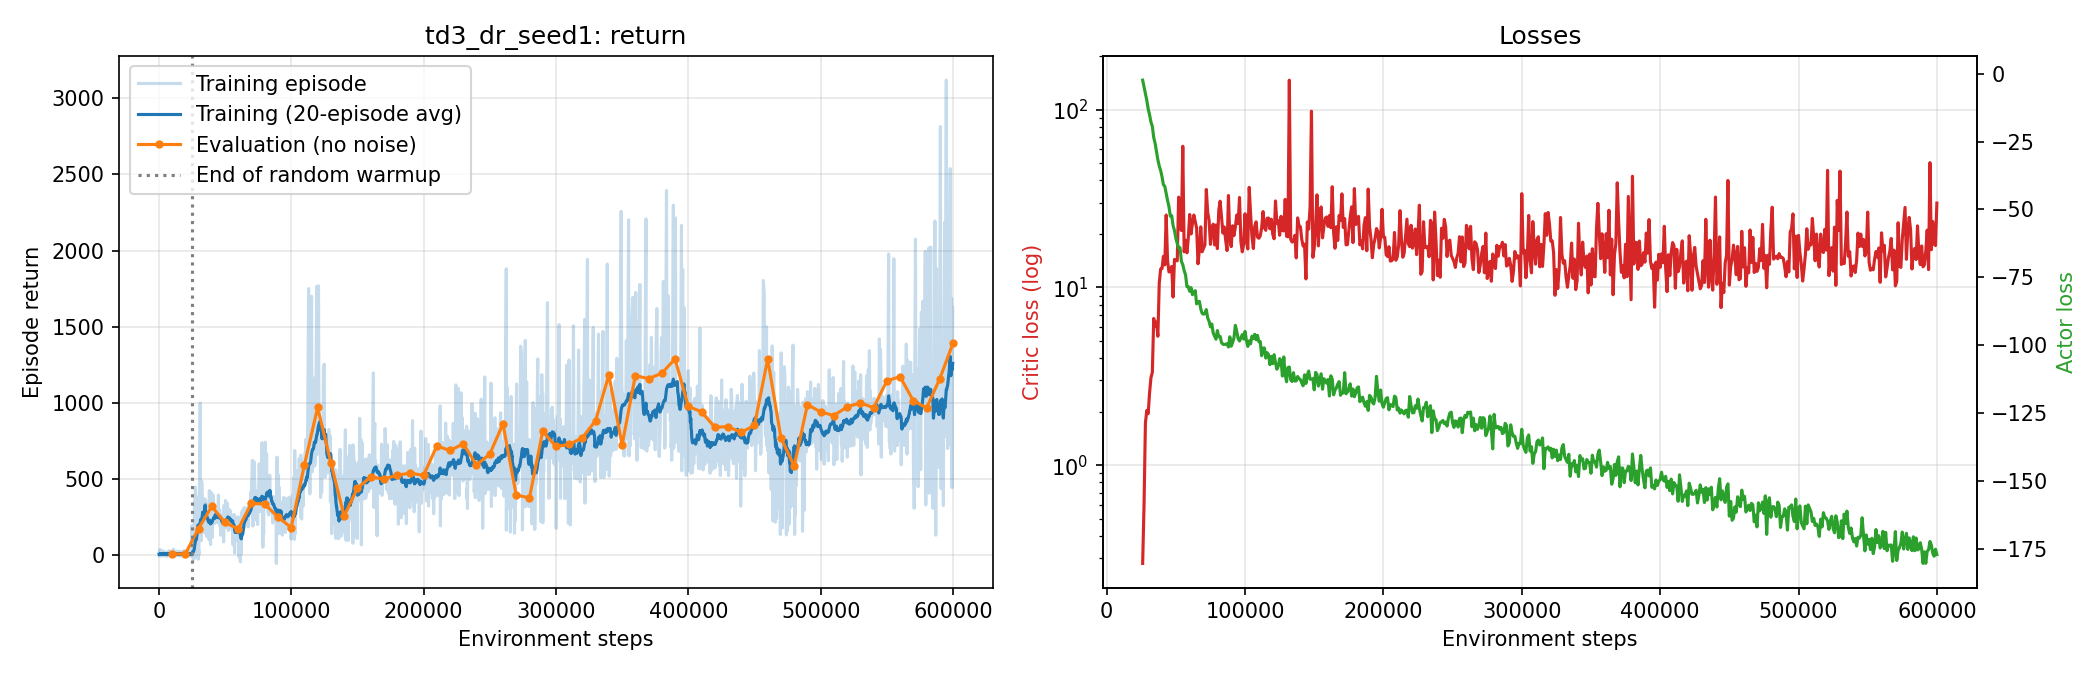 td3_dr_seed1: return
Training episode
Training (20-episode avg)
Evaluation (no noise)
End of random warmup
3000
2500
2000
1500
1000
500
0
Episode return
0
100000
200000
300000
400000
500000
600000
Environment steps
Losses
10²
10¹
10⁰
Critic loss (log)
0
−25
−50
−75
−100
−125
−150
−175
Actor loss
0
100000
200000
300000
400000
500000
600000
Environment steps